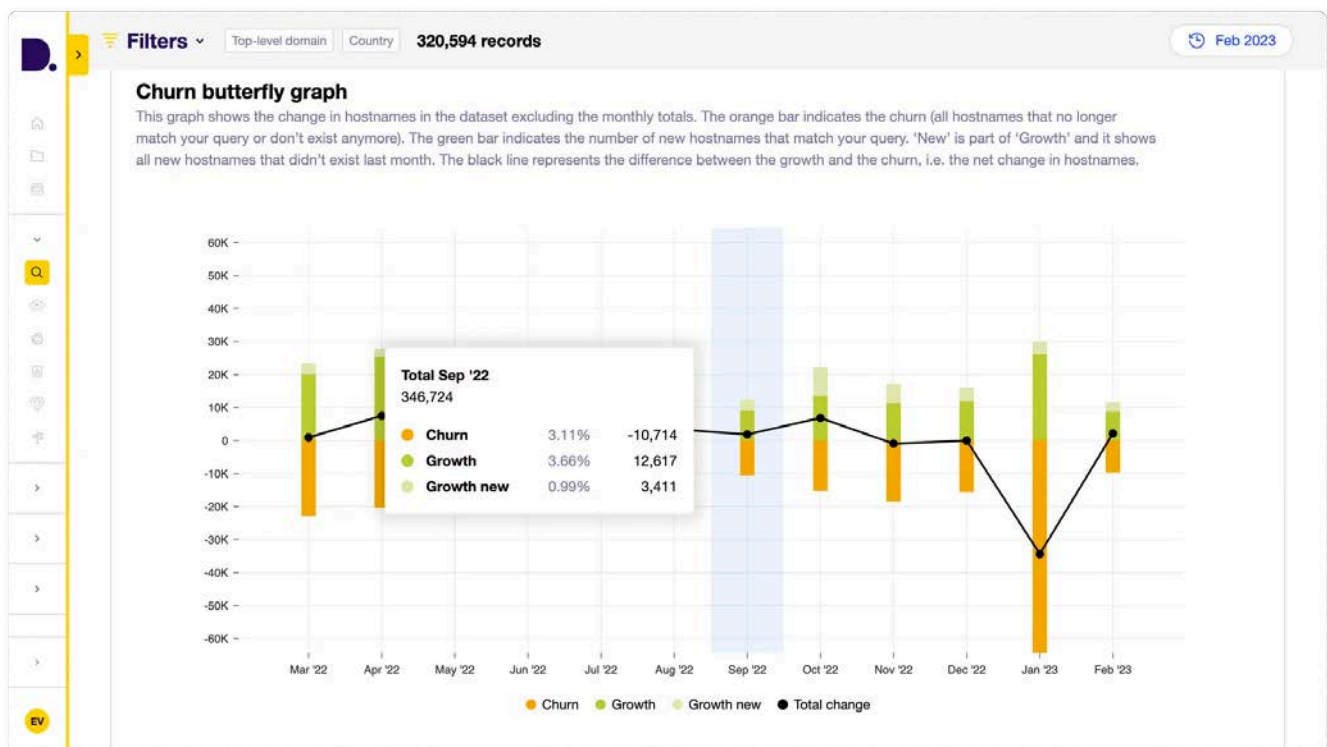 D.
Filters
Top-level domain
Country
320,594 records
Feb 2023
Churn butterfly graph
This graph shows the change in hostnames in the dataset excluding the monthly totals. The orange bar indicates the churn (all hostnames that no longer
match your query or don't exist anymore). The green bar indicates the number of new hostnames that match your query. 'New' is part of 'Growth' and it shows
all new hostnames that didn't exist last month. The black line represents the difference between the growth and the churn, i.e. the net change in hostnames.
60K
50K
40K
30K
20K
10K
0
-10K
-20K
-30K
-40K
-50K
-60K
Total Sep '22
346,724
Churn 3.11% -10,714
Growth 3.66% 12,617
Growth new 0.99% 3,411
Mar '22 Apr '22 May '22 Jun '22 Jul '22 Aug '22 Sep '22 Oct '22 Nov '22 Dec '22 Jan '23 Feb '23
Churn Growth Growth new Total change
EV